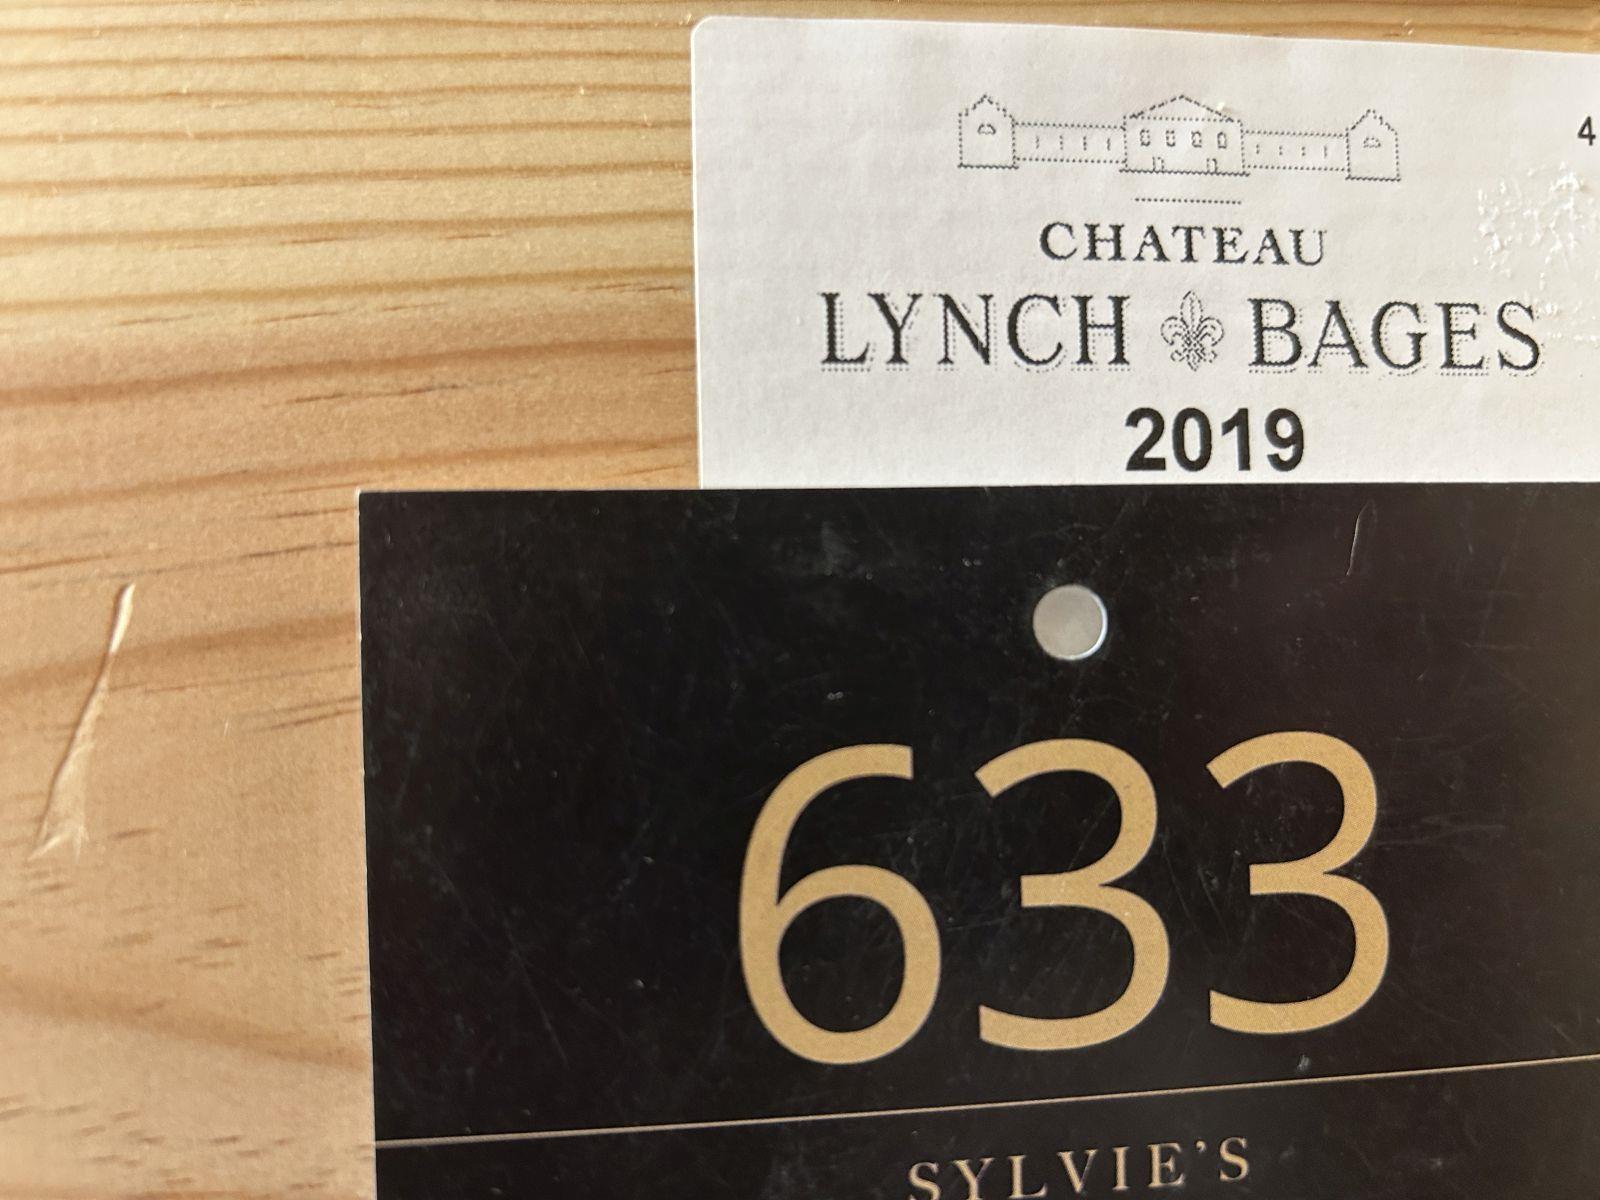 4
CHATEAU
LYNCH BAGES
2019
633
SYLVIE'S